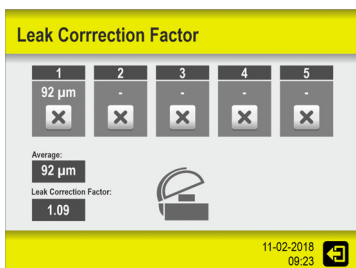 Leak Corrrection Factor
1 2 3 4 5
92 µm - - - -
Average:
92 µm
Leak Correction Factor:
1.09
11-02-2018
09:23